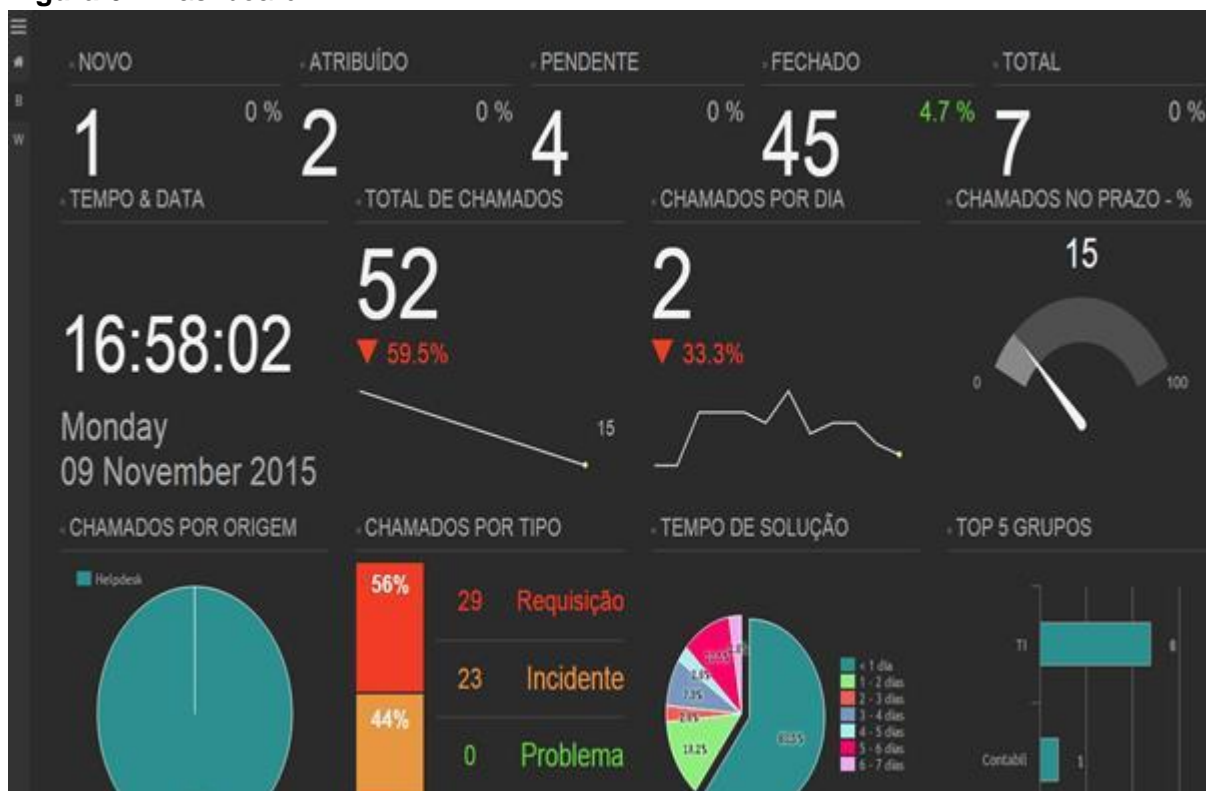 B
W
NOVO
ATRIBUÍDO
PENDENTE
FECHADO
TOTAL
1
0 %
2
0 %
4
0 %
45
4.7 %
7
0 %
TEMPO & DATA
TOTAL DE CHAMADOS
CHAMADOS POR DIA
CHAMADOS NO PRAZO - %
16:58:02
Monday
09 November 2015
52
59.5%
15
2
33.3%
15
0
100
CHAMADOS POR ORIGEM
CHAMADOS POR TIPO
TEMPO DE SOLUÇÃO
TOP 5 GRUPOS
Helpdesk
56%
44%
29 Requisição
23 Incidente
0 Problema
< 1 dia
1 - 2 dias
2 - 3 dias
3 - 4 dias
4 - 5 dias
5 - 6 dias
6 - 7 dias
TI
8
Contabil
1